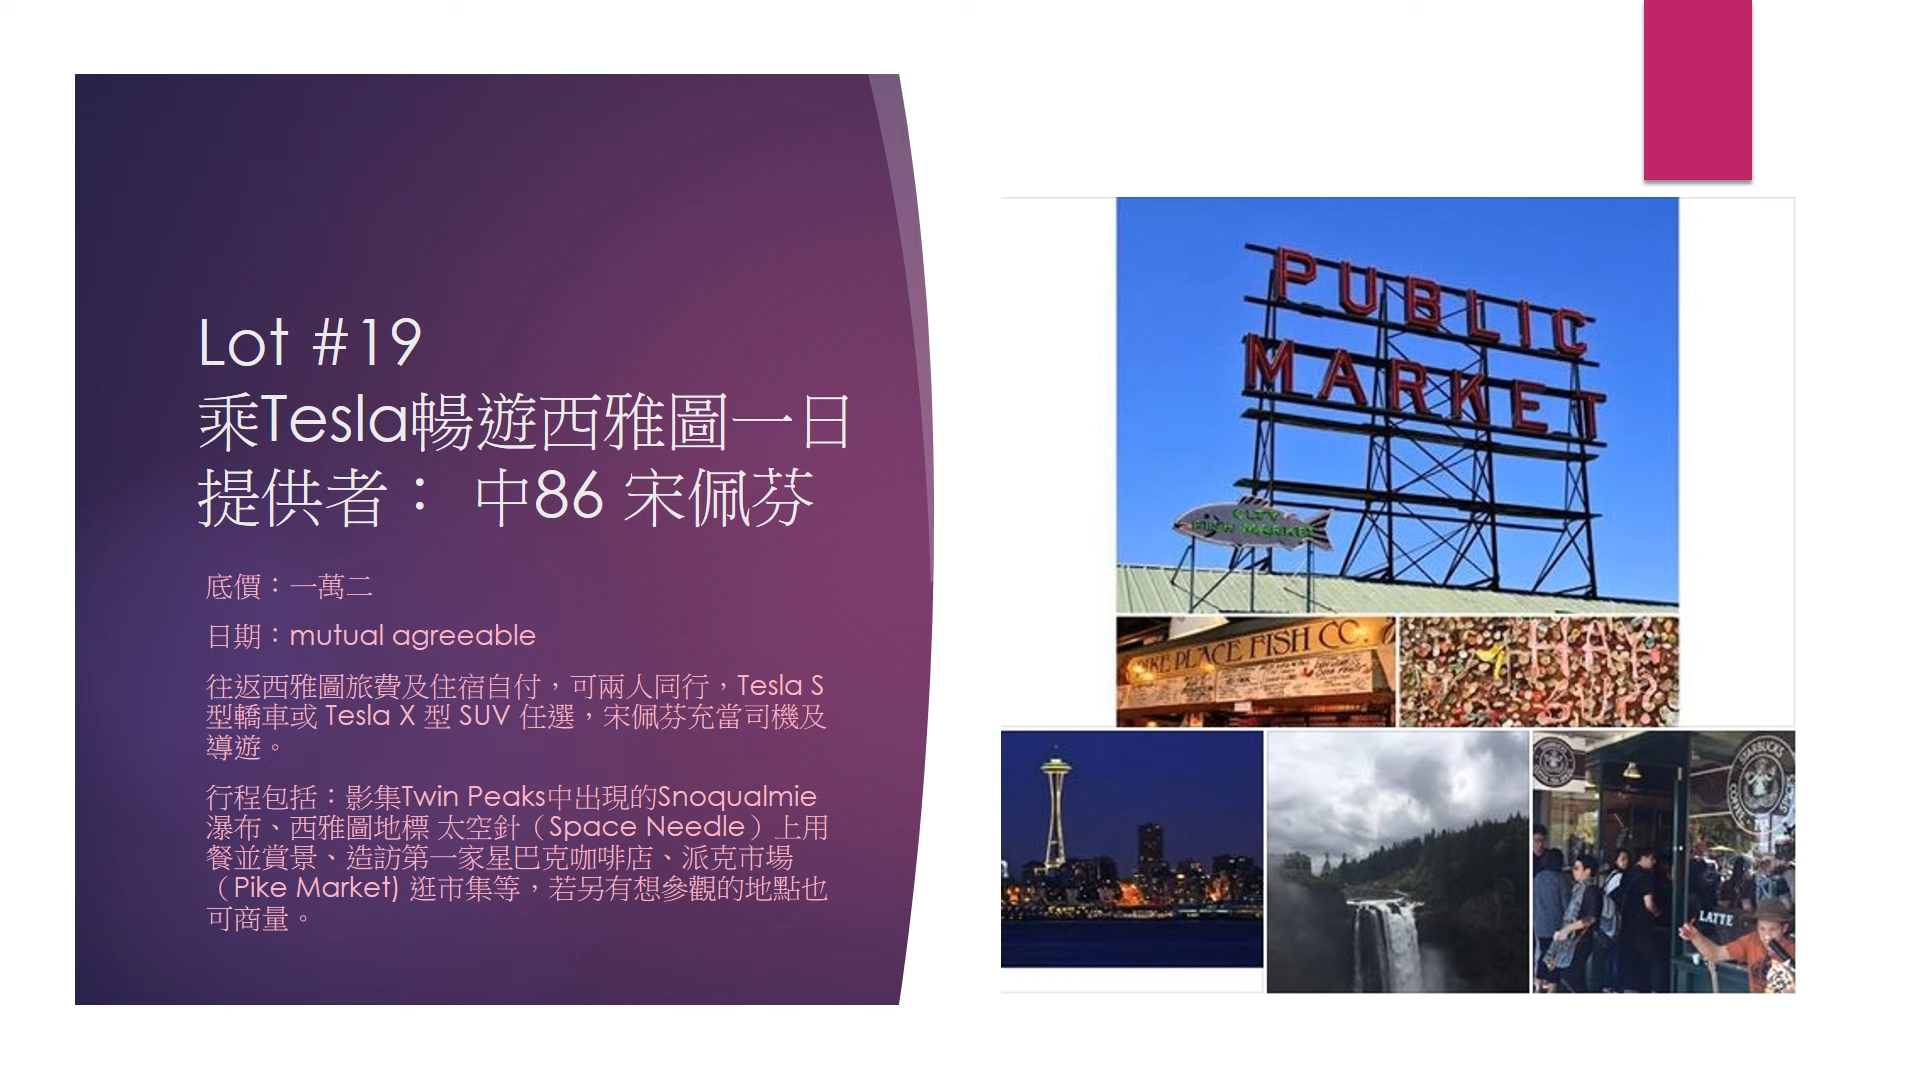 Lot #19
乘Tesla暢遊西雅圖一日
提供者： 中86 宋佩芬
底價：一萬二
日期：mutual agreeable
往返西雅圖旅費及住宿自付，可兩人同行，Tesla S
型轎車或 Tesla X 型 SUV 任選，宋佩芬充當司機及
導遊。
行程包括：影集Twin Peaks中出現的Snoqualmie
瀑布、西雅圖地標 太空針（Space Needle）上用
餐並賞景、造訪第一家星巴克咖啡店、派克市場
（Pike Market) 逛市集等，若另有想參觀的地點也
可商量。
PUBLIC
MARKET
CITY
FISH MARKET
PIKE PLACE FISH CO.
STARBUCKS
COFFEE
SPICES
LATTE